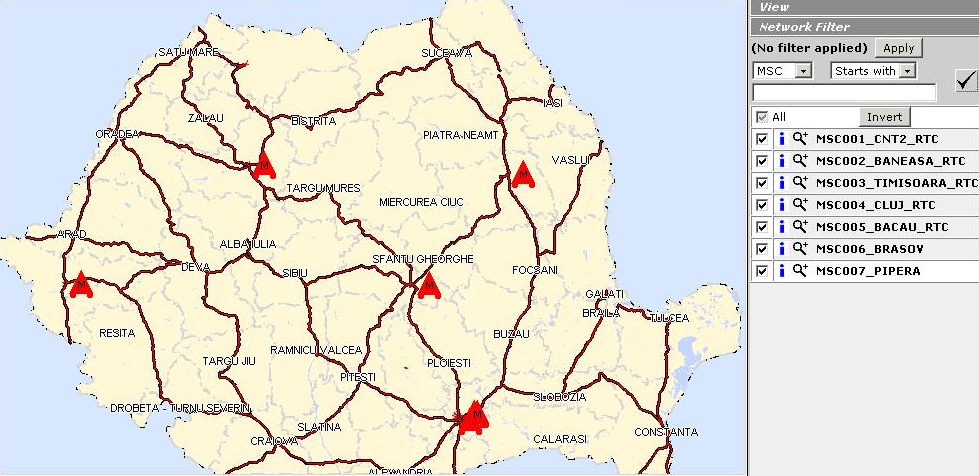 View
Network Filter
(No filter applied) Apply
MSC Starts with
All Invert
MSC001_CNT2_RTC
MSC002_BANEASA_RTC
MSC003_TIMISOARA_RTC
MSC004_CLUJ_RTC
MSC005_BACAU_RTC
MSC006_BRASOV
MSC007_PIPERA
SATU MARE
SUCEAVA
IASI
ZALAU
BISTRITA
ORADEA
PIATRA-NEAMT
VASLUI
M
M
TARGU MURES
MIERCUREA CIUC
ARAD
ALBA IULIA
DEVA
SIBIU
SFANTU GHEORGHE
FOCSANI
M
M
GALATI
BRAILA
TULCEA
RESITA
BUZAU
RAMNICU VALCEA
TARGU JIU
PLOIESTI
PITESTI
SLOBOZIA
DROBETA - TURNU SEVERIN
M
SLATINA
CRAIOVA
CALARASI
CONSTANTA
ALEXANDRIA